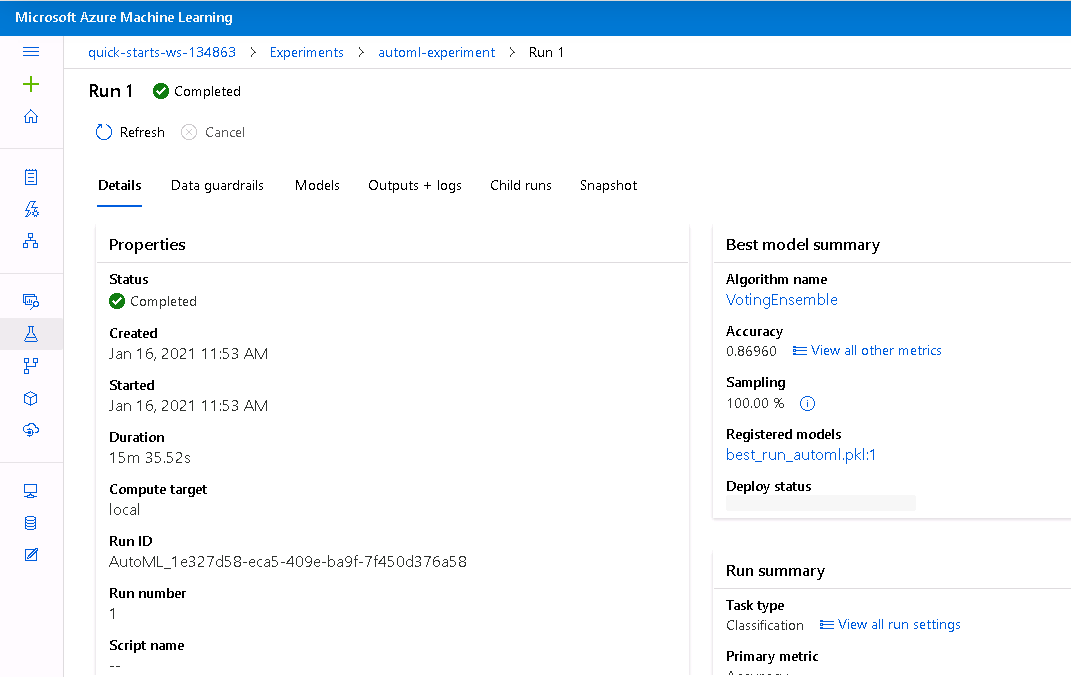 Microsoft Azure Machine Learning
quick-starts-ws-134863 > Experiments > automl-experiment > Run 1
Run 1 Completed
Refresh Cancel
Details Data guardrails Models Outputs + logs Child runs Snapshot
Properties
Status
Completed
Created
Jan 16, 2021 11:53 AM
Started
Jan 16, 2021 11:53 AM
Duration
15m 35.52s
Compute target
local
Run ID
AutoML_1e327d58-eca5-409e-ba9f-7f450d376a58
Run number
1
Script name
--
Best model summary
Algorithm name
VotingEnsemble
Accuracy
0.86960 View all other metrics
Sampling
100.00 %
Registered models
best_run_automl.pkl:1
Deploy status
Run summary
Task type
Classification View all run settings
Primary metric
Accuracy